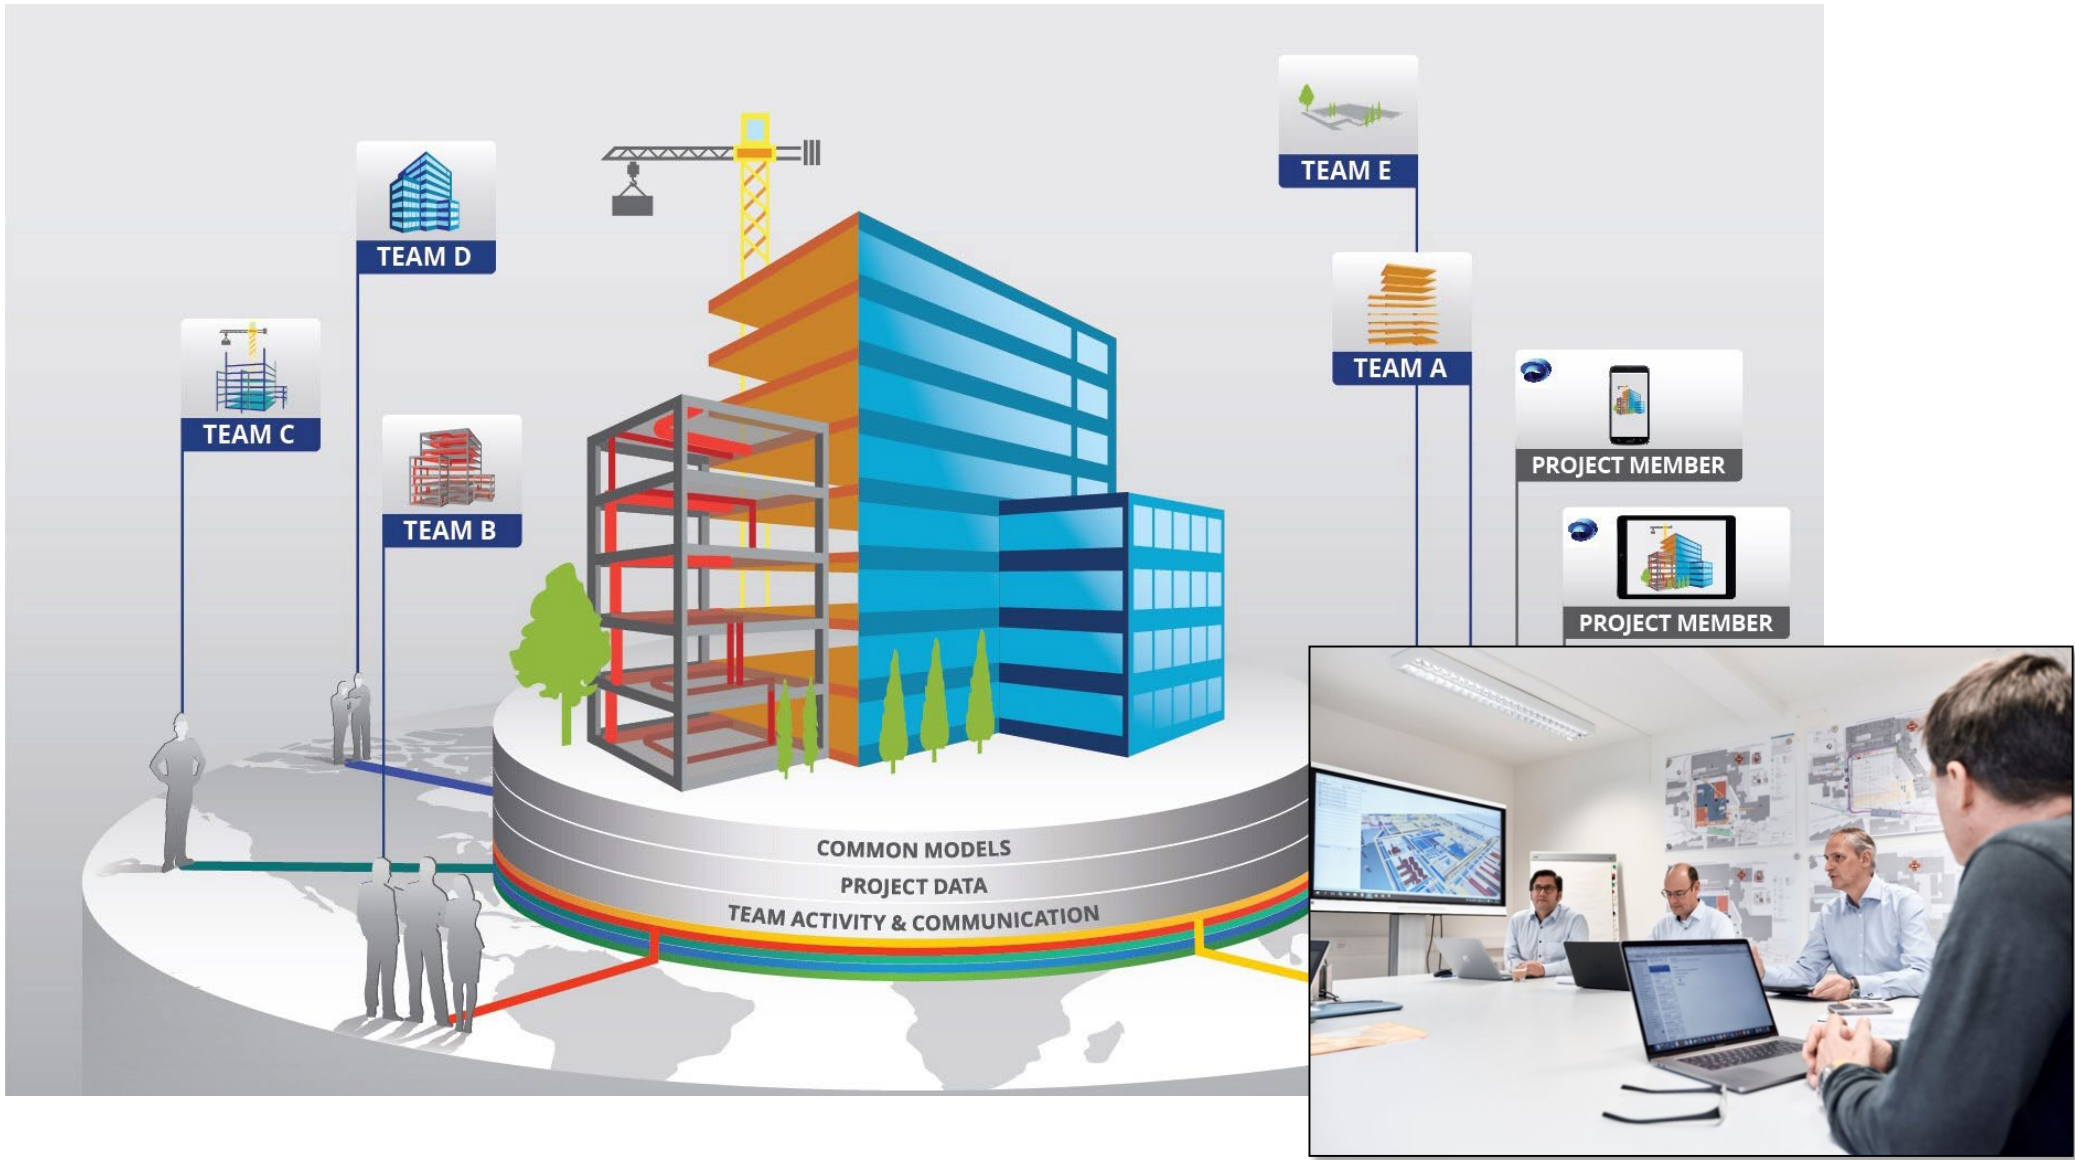 TEAM E
TEAM D
TEAM A
TEAM C
PROJECT MEMBER
TEAM B
PROJECT MEMBER
COMMON MODELS
PROJECT DATA
TEAM ACTIVITY & COMMUNICATION